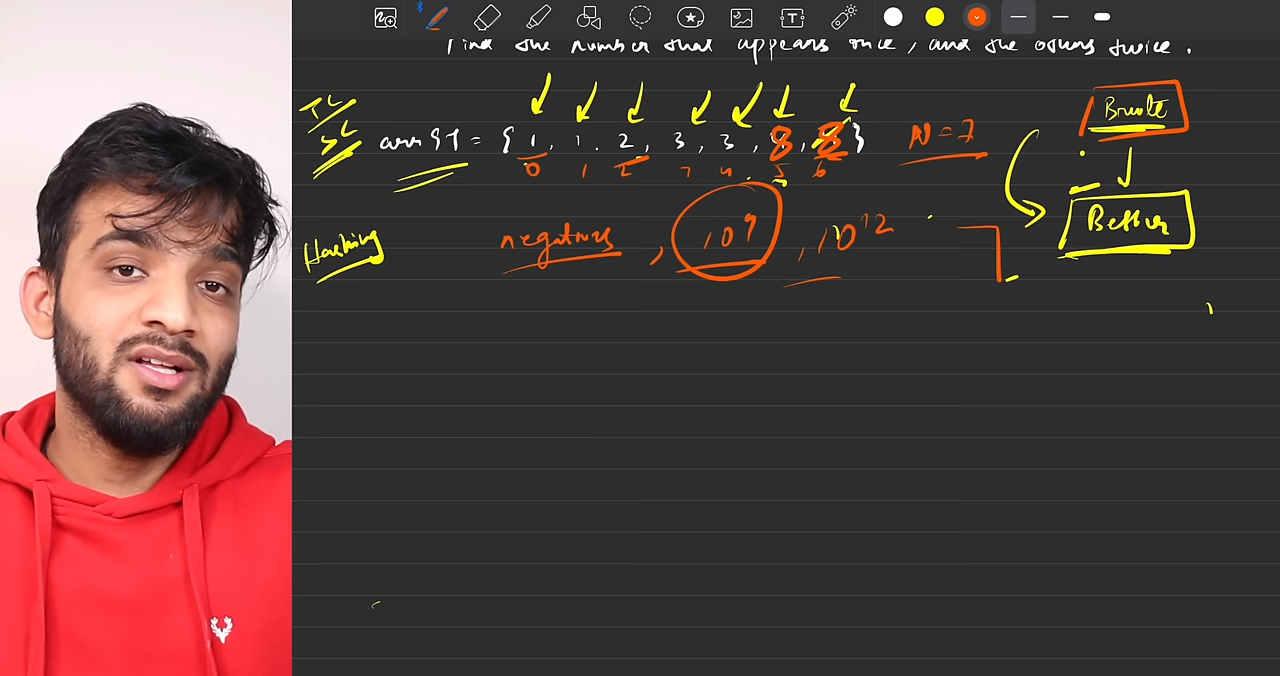 Find the number that appears once, and the others twice.
TC
SC
arr[] = { 1, 1, 2, 3, 3, 8, 8 } N = 7
0 1 2 3 4 5 6
Brute
Better
Hashing
negatives, 10^9, 10^12